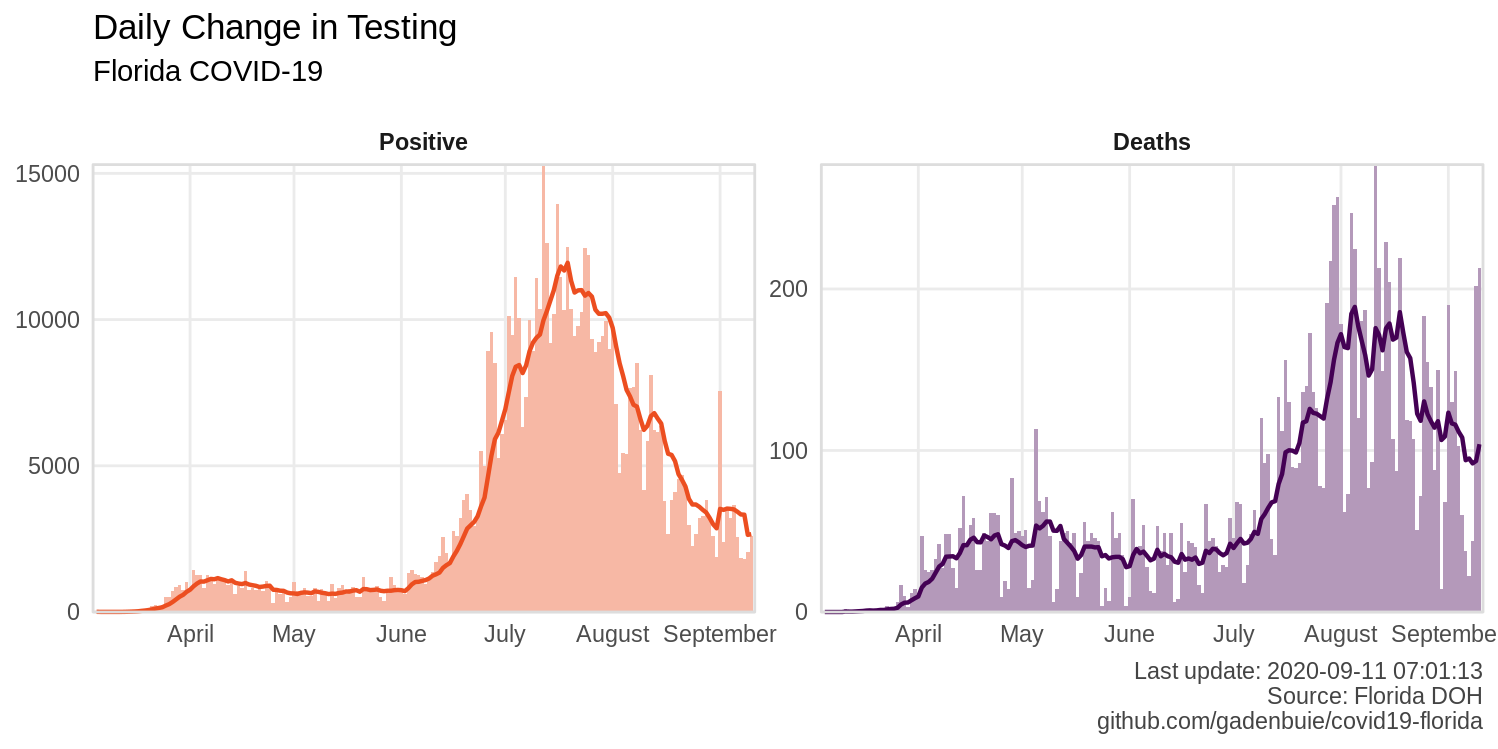 Daily Change in Testing
Florida COVID-19
Positive
Deaths
15000
10000
5000
0
April May June July August September
200
100
0
April May June July August Septembe
Last update: 2020-09-11 07:01:13
Source: Florida DOH
github.com/gadenbuie/covid19-florida